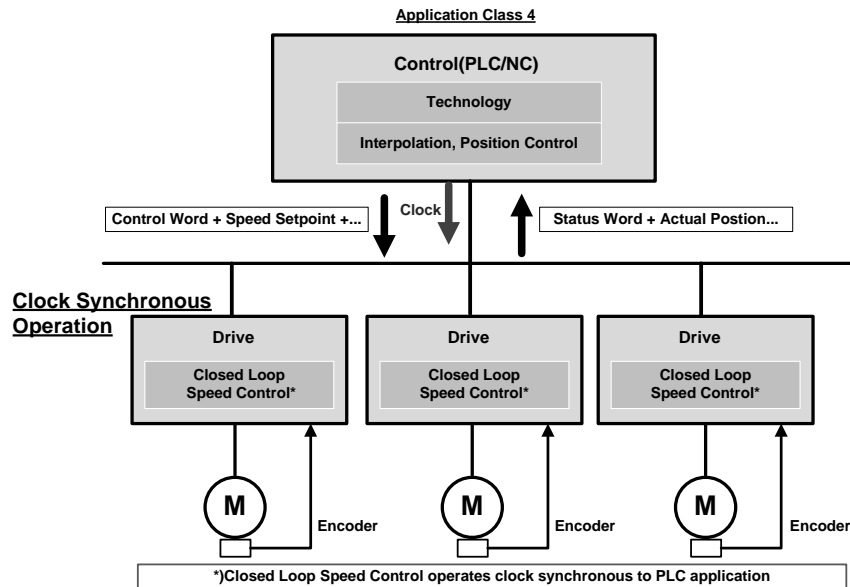 Application Class 4
Control(PLC/NC)
Technology
Interpolation, Position Control
Control Word + Speed Setpoint +...
Clock
Status Word + Actual Postion...
Clock Synchronous
Operation
Drive
Drive
Drive
Closed Loop
Speed Control*
Closed Loop
Speed Control*
Closed Loop
Speed Control*
M
M
M
Encoder
Encoder
Encoder
*)Closed Loop Speed Control operates clock synchronous to PLC application